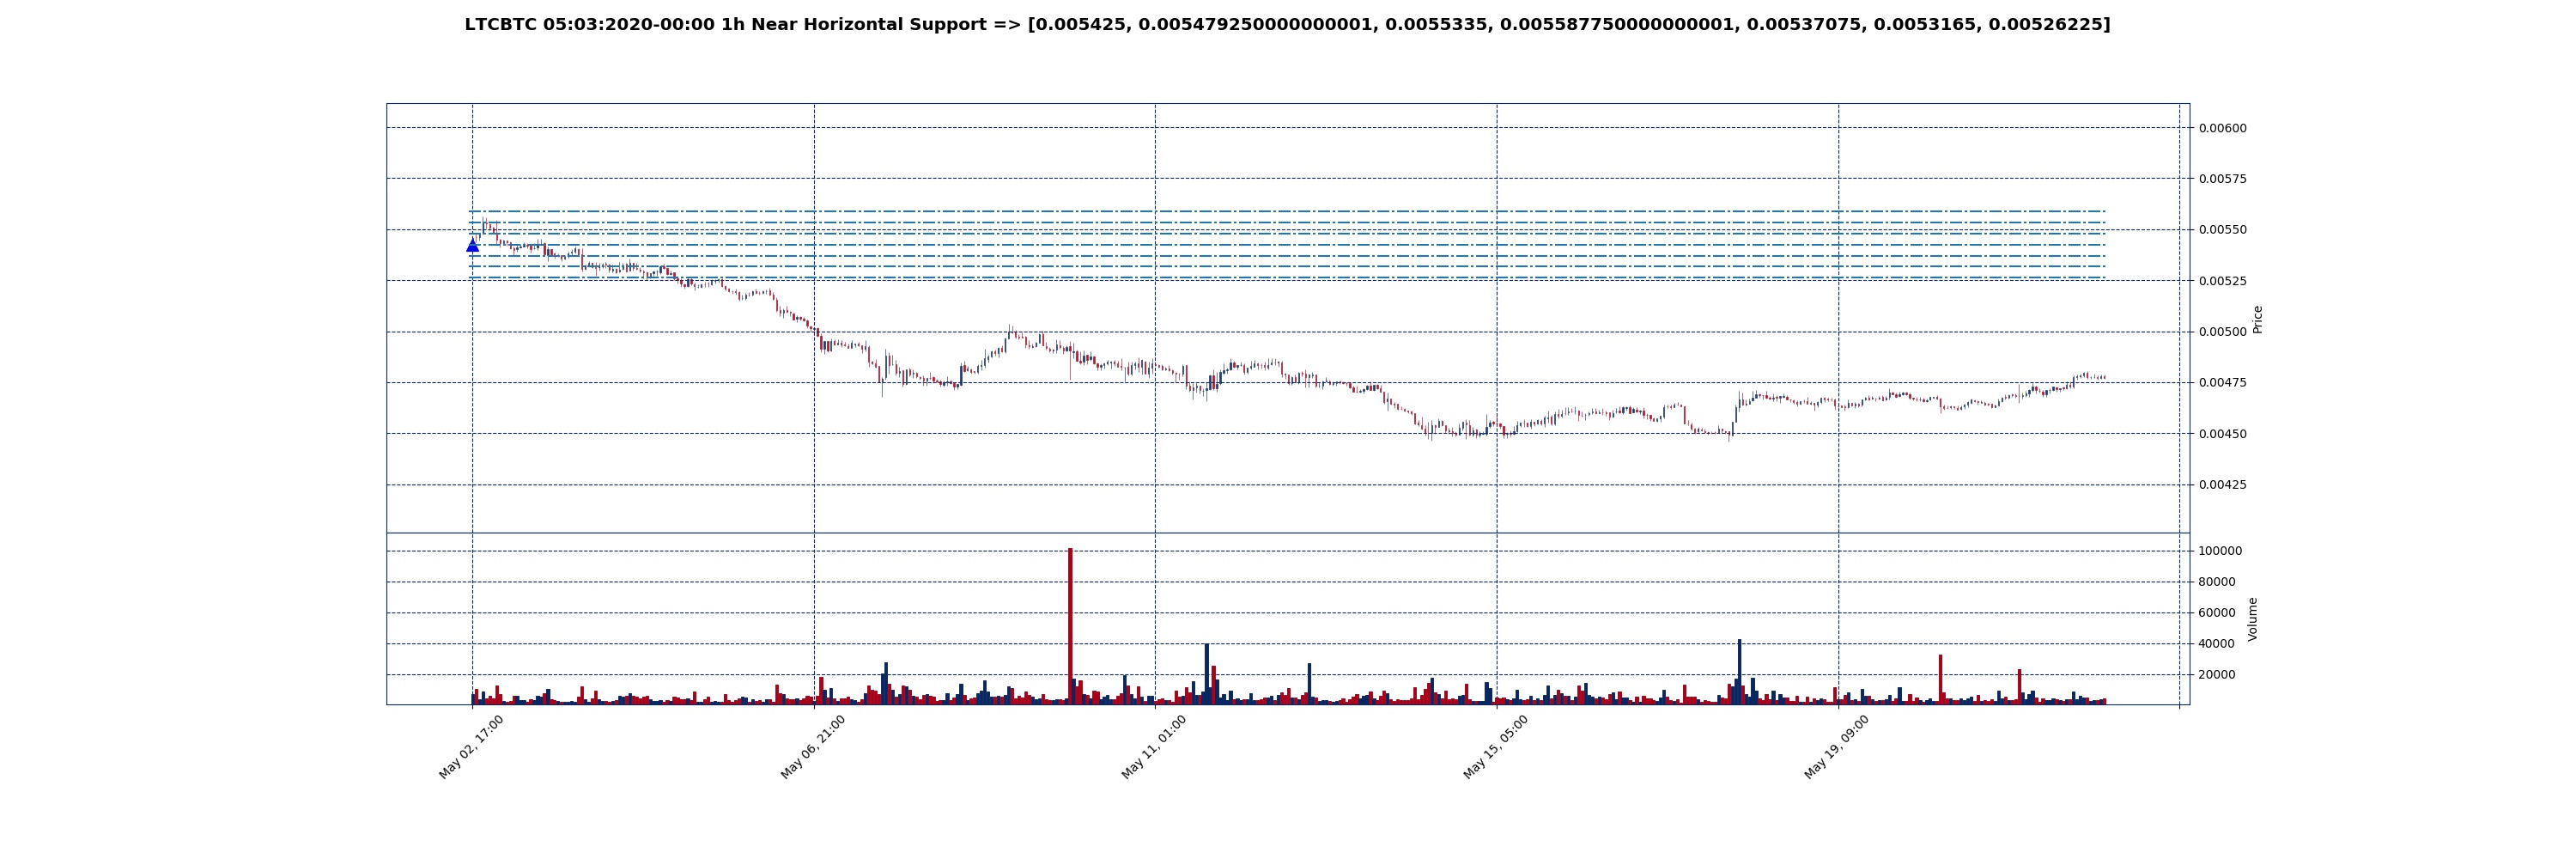 LTCBTC 05:03:2020-00:00 1h Near Horizontal Support => [0.005425, 0.005479250000000001, 0.0055335, 0.005587750000000001, 0.00537075, 0.0053165, 0.00526225]
0.00600
0.00575
0.00550
0.00525
0.00500
0.00475
0.00450
0.00425
Price
100000
80000
60000
40000
20000
Volume
May 02, 17:00
May 06, 21:00
May 11, 01:00
May 15, 05:00
May 19, 09:00